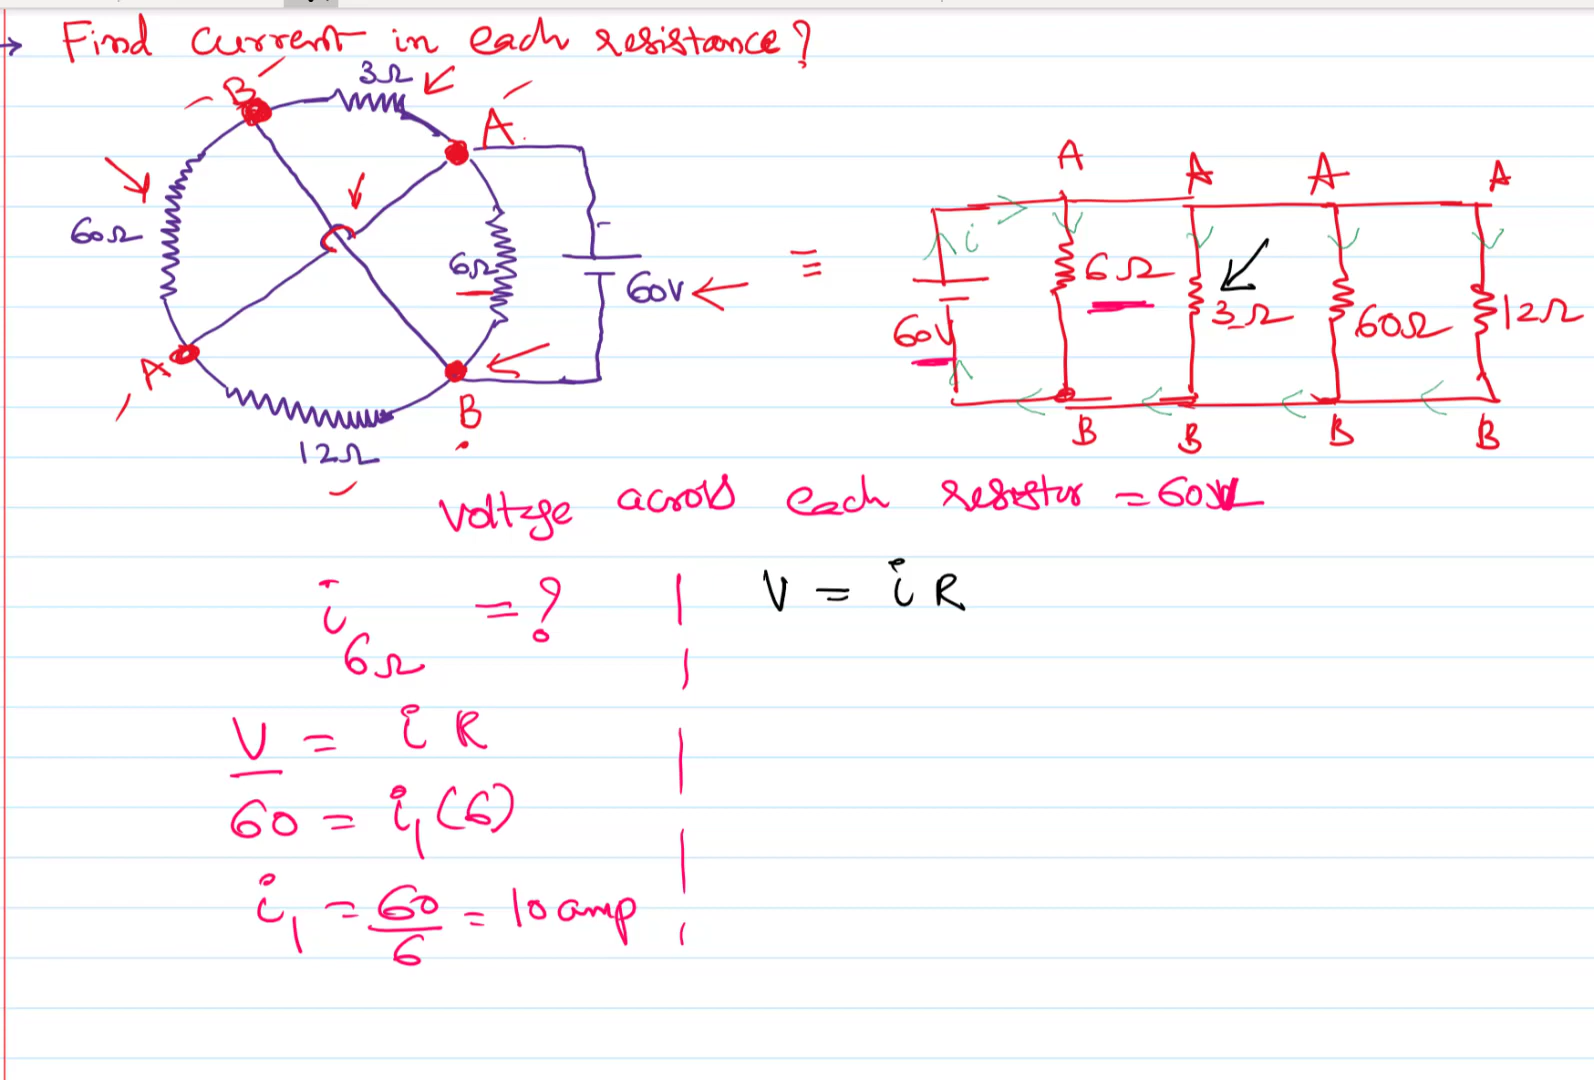 → Find current in each resistance?
B
3Ω
A
60Ω
6Ω
60V
A
12Ω
B
≡
A A A A
i
6Ω
3Ω
60Ω
12Ω
60V
B B B B
voltage across each resistor = 60V
i6Ω = ?
V = iR
V = iR
60 = i1(6)
i1 = 60/6 = 10 amp